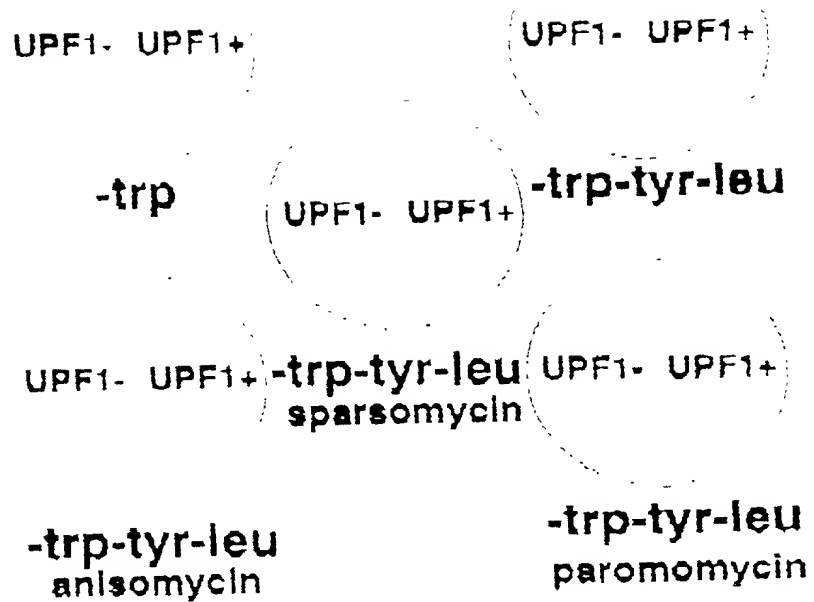 UPF1- UPF1+
UPF1- UPF1+
-trp
UPF1- UPF1+
-trp-tyr-leu
UPF1- UPF1+
-trp-tyr-leu
sparsomycin
UPF1- UPF1+
-trp-tyr-leu
anisomycin
-trp-tyr-leu
paromomycin